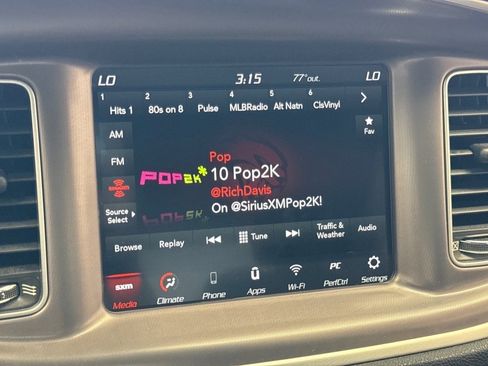 LO 3:15 77°out. LO
1 2 3 4 5 6
Hits 1 80s on 8 Pulse MLBRadio Alt Natn ClsVinyl
AM
Fav
FM
Pop
POP2K*
10 Pop2K
@RichDavis
On @SiriusXMPop2K!
Source
Select
Browse Replay Tune Traffic &
Weather Audio
sxm PC
Media Climate Phone Apps Wi-Fi PerfCtrl Settings